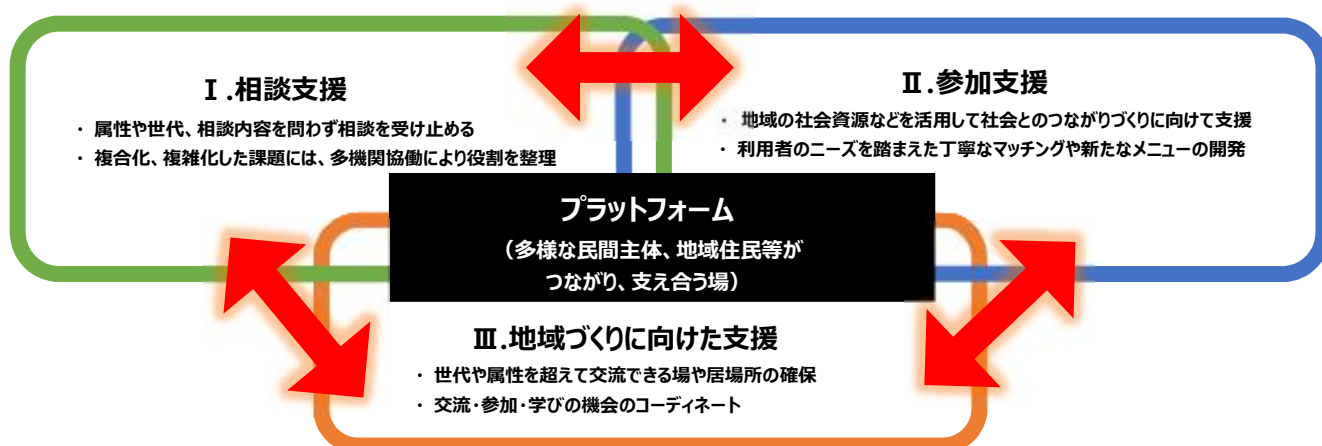 Ⅰ.相談支援
・ 属性や世代、相談内容を問わず相談を受け止める
・ 複合化、複雑化した課題には、多機関協働により役割を整理
Ⅱ.参加支援
・ 地域の社会資源などを活用して社会とのつながりづくりに向けて支援
・ 利用者のニーズを踏まえた丁寧なマッチングや新たなメニューの開発
プラットフォーム
（多様な民間主体、地域住民等が
つながり、支え合う場）
Ⅲ.地域づくりに向けた支援
・ 世代や属性を超えて交流できる場や居場所の確保
・ 交流・参加・学びの機会のコーディネート